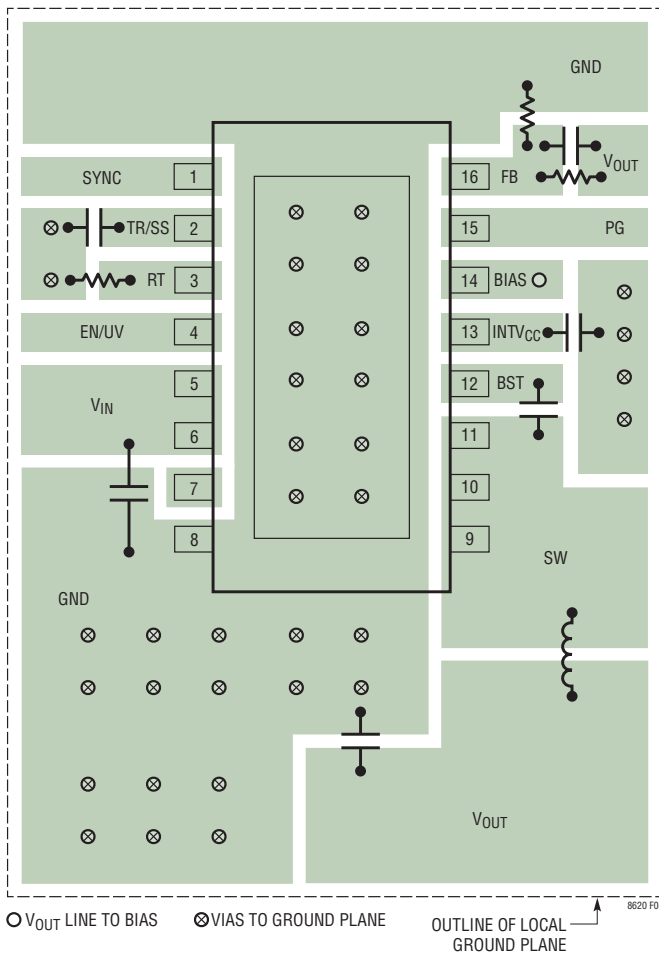 GND
SYNC 1 16 FB VOUT
TR/SS 2 15 PG
RT 3 14 BIAS
EN/UV 4 13 INTVCC
5 12 BST
VIN
6 11
7 10
8 9
SW
GND
VOUT
VOUT LINE TO BIAS VIAS TO GROUND PLANE OUTLINE OF LOCAL
GROUND PLANE
8620 F0